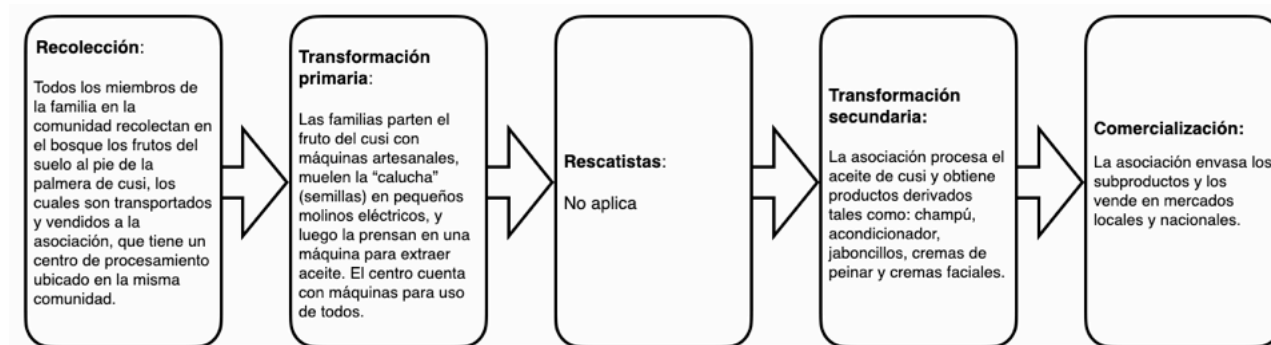 Recolección:
Todos los miembros de
la familia en la
comunidad recolectan en
el bosque los frutos del
suelo al pie de la
palmera de cusi, los
cuales son transportados
y vendidos a la
asociación, que tiene un
centro de procesamiento
ubicado en la misma
comunidad.
Transformación
primaria:
Las familias parten el
fruto del cusi con
máquinas artesanales,
muelen la “calucha”
(semillas) en pequeños
molinos eléctricos, y
luego la prensan en una
máquina para extraer
aceite. El centro cuenta
con máquinas para uso
de todos.
Rescatistas:
No aplica
Transformación
secundaria:
La asociación procesa el
aceite de cusi y obtiene
productos derivados
tales como: champú,
acondicionador,
jaboncillos, cremas de
peinar y cremas faciales.
Comercialización:
La asociación envasa los
subproductos y los
vende en mercados
locales y nacionales.